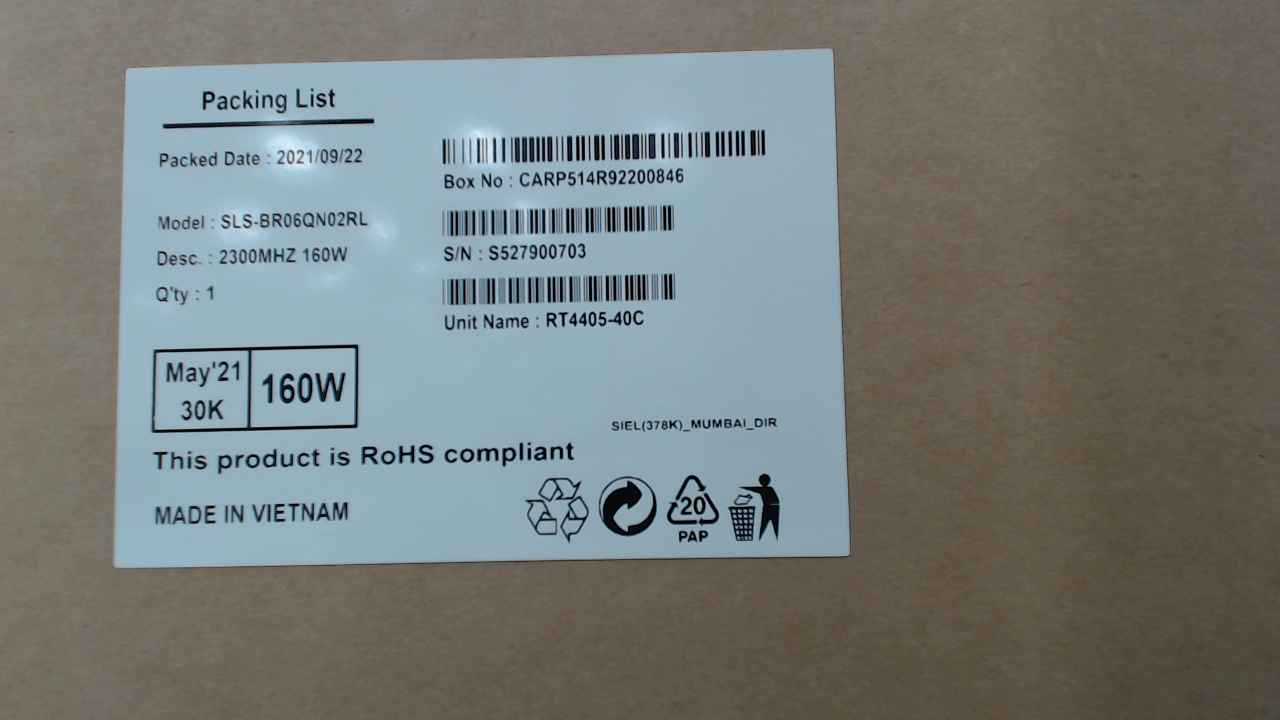 Packing List
Packed Date : 2021/09/22
Box No : CARP514R92200846
Model : SLS-BR06QN02RL
Desc. : 2300MHZ 160W
S/N : S527900703
Q'ty : 1
Unit Name : RT4405-40C
May'21
30K
160W
SIEL(378K)_MUMBAI_DIR
This product is RoHS compliant
MADE IN VIETNAM
20
PAP